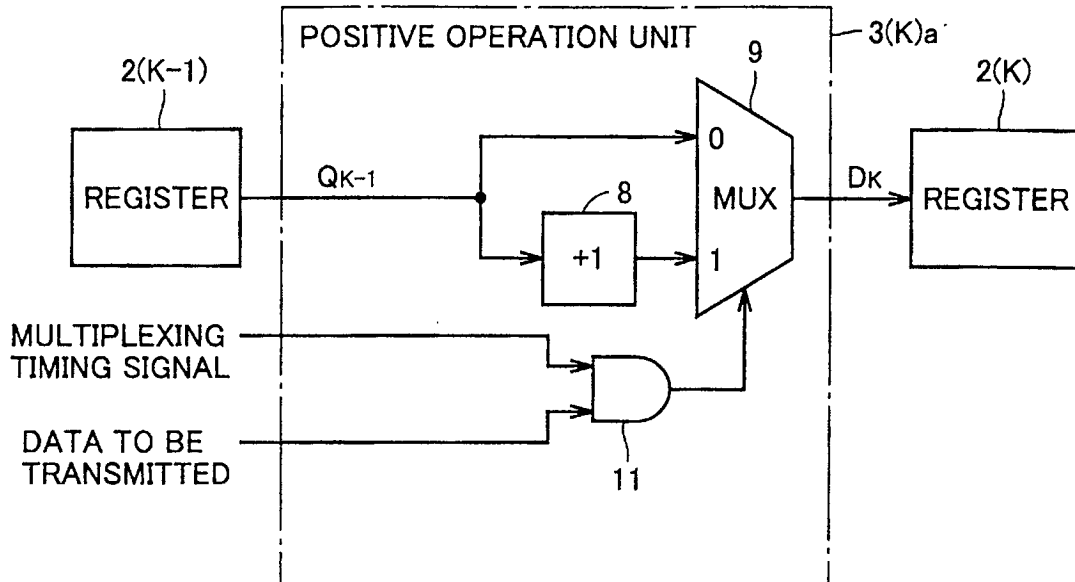 POSITIVE OPERATION UNIT
3(K)a
2(K-1)
9
2(K)
REGISTER
QK-1
0
MUX
1
8
+1
DK
REGISTER
MULTIPLEXING
TIMING SIGNAL
DATA TO BE
TRANSMITTED
11